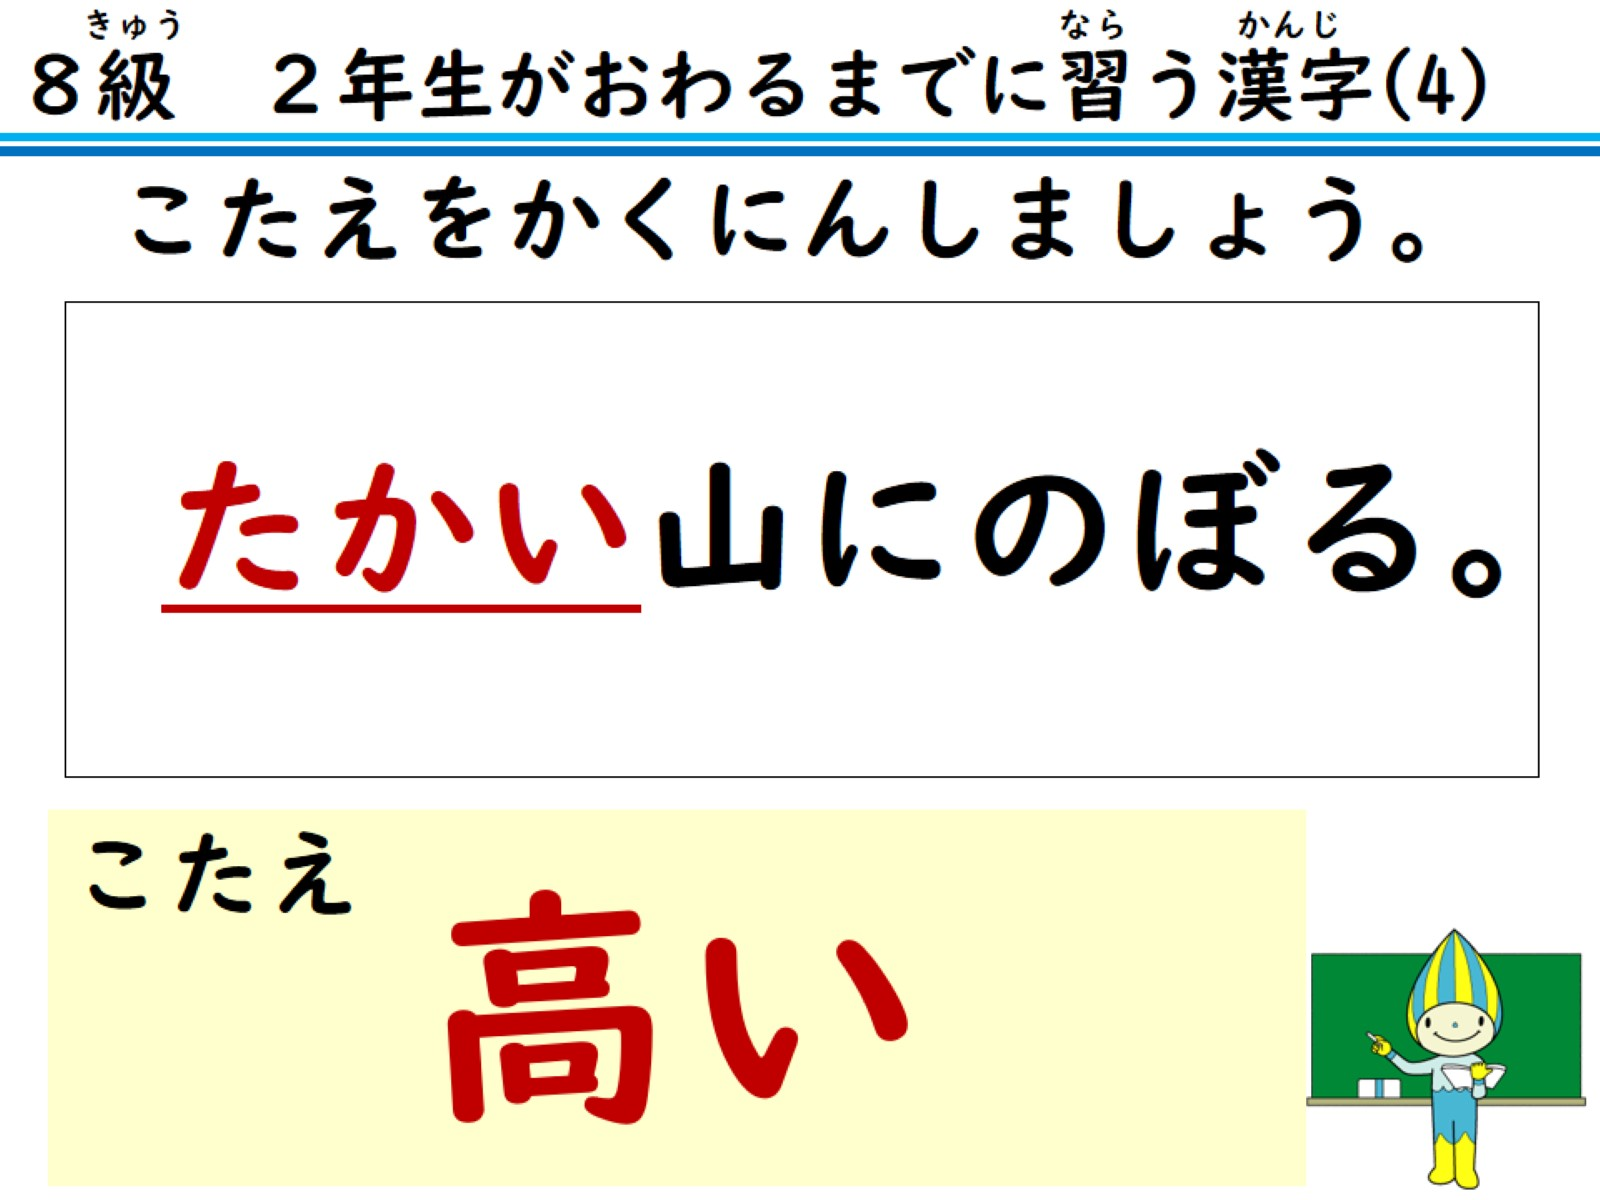 きゅう なら かんじ
８級　２年生がおわるまでに習う漢字(4)
こたえをかくにんしましょう。
たかい山にのぼる。
こたえ
高い